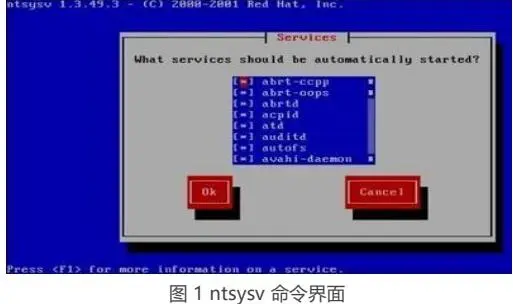 ntsysv 1.3.49.3 - (C) 2000-2001 Red Hat, Inc.
Services
What services should be automatically started?
[*] abrt-ccpp
[*] abrt-oops
[*] abrtd
[*] acpid
[*] atd
[*] auditd
[*] autofs
[*] avahi-daemon
Ok Cancel
Press <F1> for more information on a service.
图 1 ntsysv 命令界面